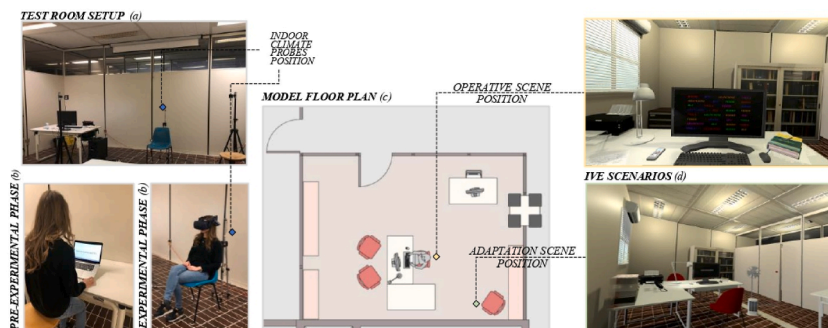 TEST ROOM SETUP (a)
INDOOR
CLIMATE
PROBES
POSITION
MODEL FLOOR PLAN (c)
OPERATIVE SCENE
POSITION
IVE SCENARIOS (d)
PRE-EXPERIMENTAL PHASE (b)
EXPERIMENTAL PHASE (b)
ADAPTATION SCENE
POSITION